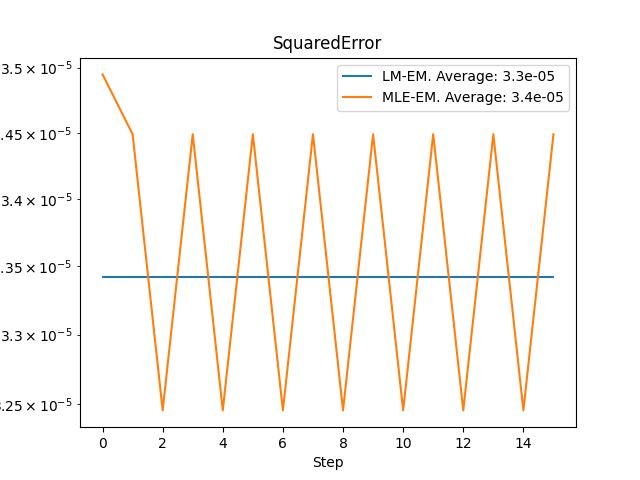 SquaredError
3.5 × 10⁻⁵
.45 × 10⁻⁵
3.4 × 10⁻⁵
.35 × 10⁻⁵
3.3 × 10⁻⁵
3.25 × 10⁻⁵
LM-EM. Average: 3.3e-05
MLE-EM. Average: 3.4e-05
0 2 4 6 8 10 12 14
Step